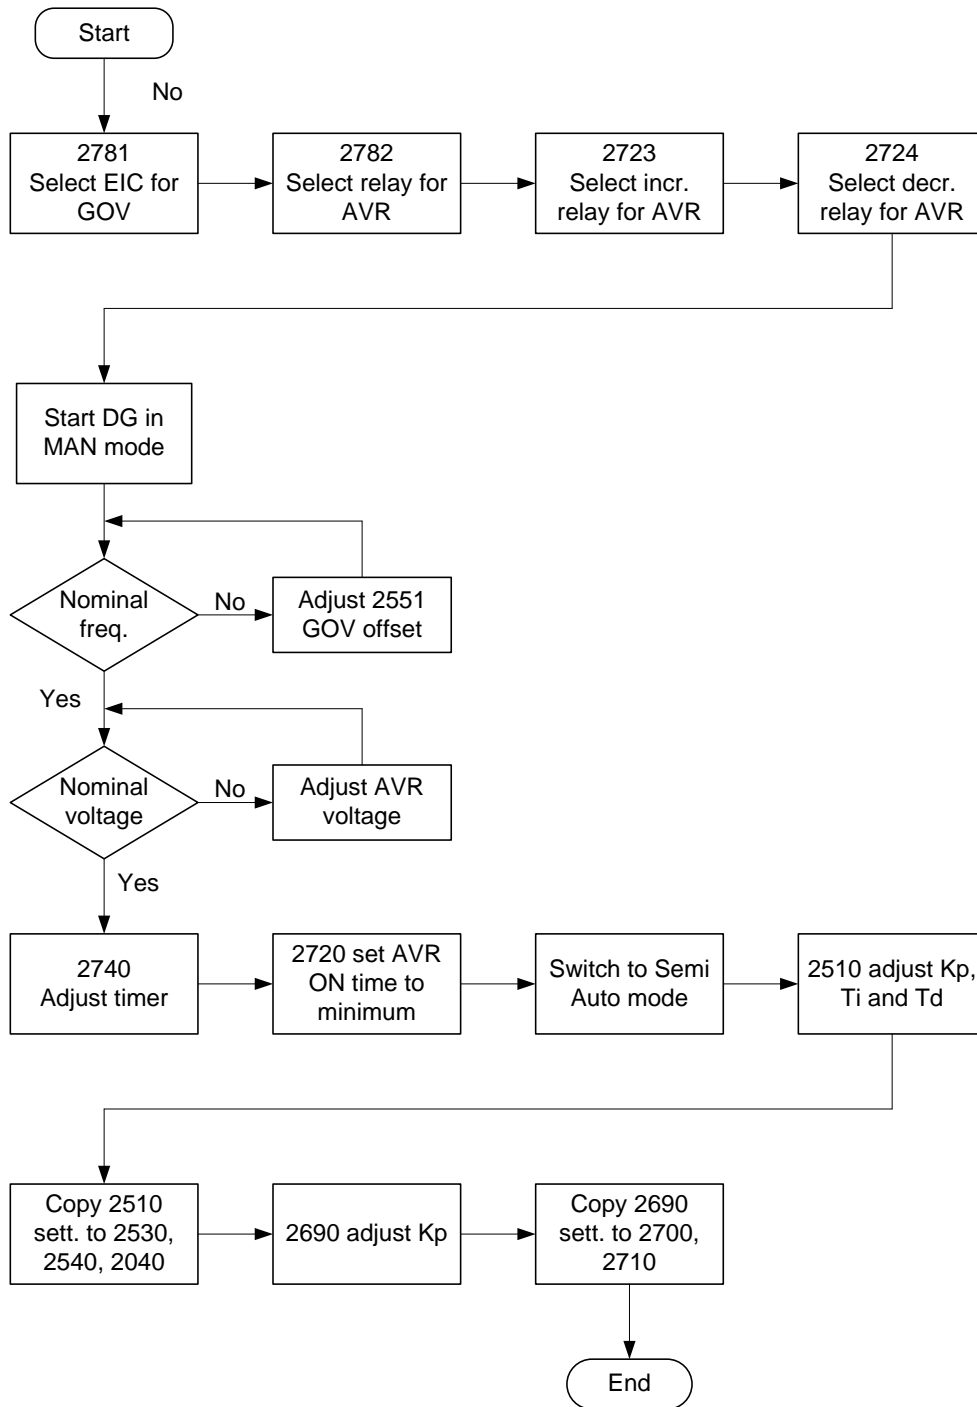 Start
No
2781
Select EIC for
GOV
2782
Select relay for
AVR
2723
Select incr.
relay for AVR
2724
Select decr.
relay for AVR
Start DG in
MAN mode
Nominal
freq.
No
Adjust 2551
GOV offset
Yes
Nominal
voltage
No
Adjust AVR
voltage
Yes
2740
Adjust timer
2720 set AVR
ON time to
minimum
Switch to Semi
Auto mode
2510 adjust Kp,
Ti and Td
Copy 2510
sett. to 2530,
2540, 2040
2690 adjust Kp
Copy 2690
sett. to 2700,
2710
End